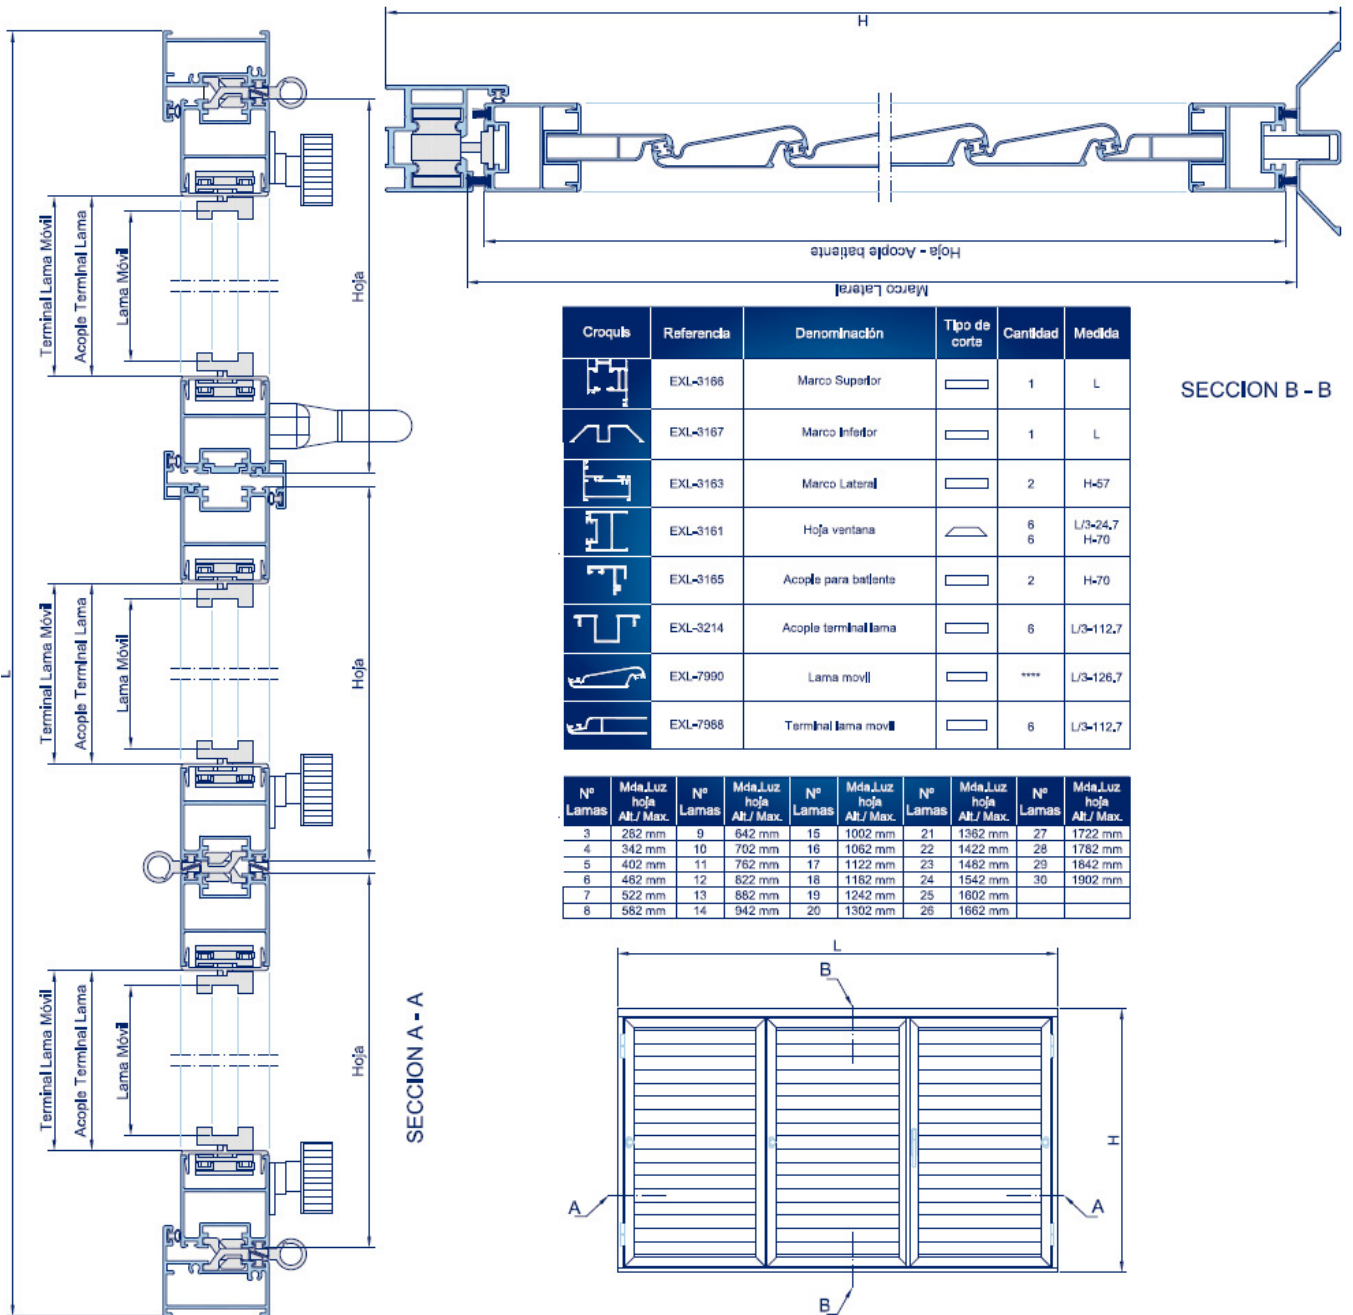 H
L
Terminal Lama Móvil
Acople Terminal Lama
Lama Móvil
Hoja
Terminal Lama Móvil
Acople Terminal Lama
Lama Móvil
Hoja
Terminal Lama Móvil
Acople Terminal Lama
Lama Móvil
Hoja
SECCION A - A
Hoja - Acople batiente
Marco Lateral
SECCION B - B
Croquis Referencia Denominación Tipo de corte Cantidad Medida
EXL-3166 Marco Superior 1 L
EXL-3167 Marco Inferior 1 L
EXL-3163 Marco Lateral 2 H-57
EXL-3161 Hoja ventana 6 L/3-24,7
6 H-70
EXL-3165 Acople para batiente 2 H-70
EXL-3214 Acople terminal lama 6 L/3-112,7
EXL-7990 Lama movil **** L/3-126,7
EXL-7988 Terminal lama movil 6 L/3-112,7
Nº Lamas Mda.Luz hoja Alt./ Max. Nº Lamas Mda.Luz hoja Alt./ Max. Nº Lamas Mda.Luz hoja Alt./ Max. Nº Lamas Mda.Luz hoja Alt./ Max. Nº Lamas Mda.Luz hoja Alt./ Max.
3 282 mm 9 642 mm 15 1002 mm 21 1362 mm 27 1722 mm
4 342 mm 10 702 mm 16 1062 mm 22 1422 mm 28 1782 mm
5 402 mm 11 762 mm 17 1122 mm 23 1482 mm 29 1842 mm
6 462 mm 12 822 mm 18 1182 mm 24 1542 mm 30 1902 mm
7 522 mm 13 882 mm 19 1242 mm 25 1602 mm
8 582 mm 14 942 mm 20 1302 mm 26 1662 mm
L
B
H
A
A
B